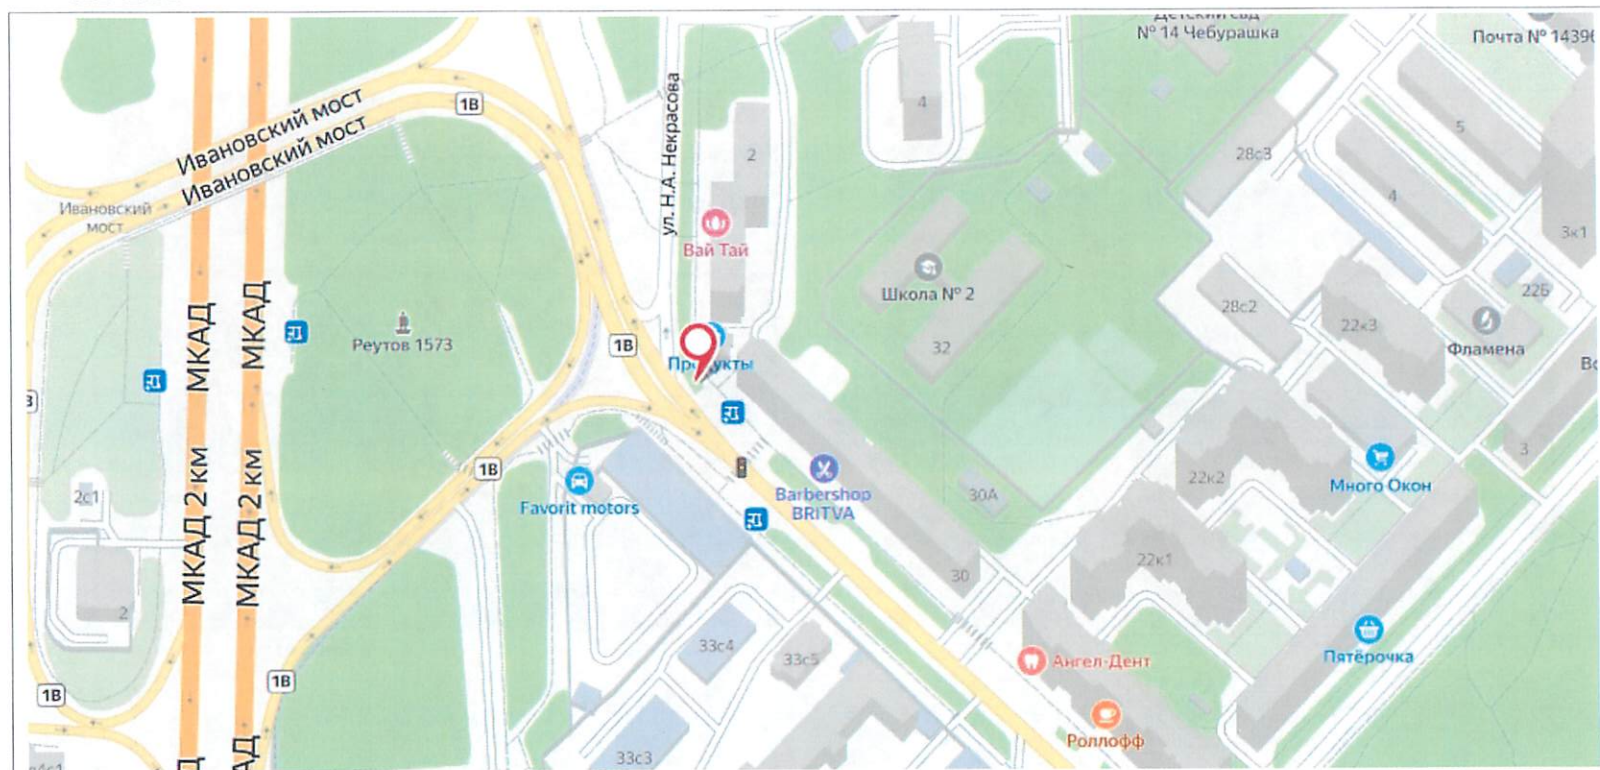 Детский сад
№ 14 Чебурашка
Почта № 14396
1В
Ивановский мост
Ивановский мост
ул. Н.А. Некрасова
4
5
2
28с3
4
Ивановский
мост
3к1
Вай Тай
Школа № 2
22Б
28с2
22к3
МКАД
МКАД
Реутов 1573
1В
32
Фламена
Продукты
Во
В
3
МКАД 2 км
МКАД 2 км
1В
22к2
Много Окон
2с1
Favorit motors
Barbershop
BRITVA
30А
22к1
30
2
33с4
33с5
Ангел-Дент
Пятёрочка
1В
1В
Роллофф
33с3
Д
АД